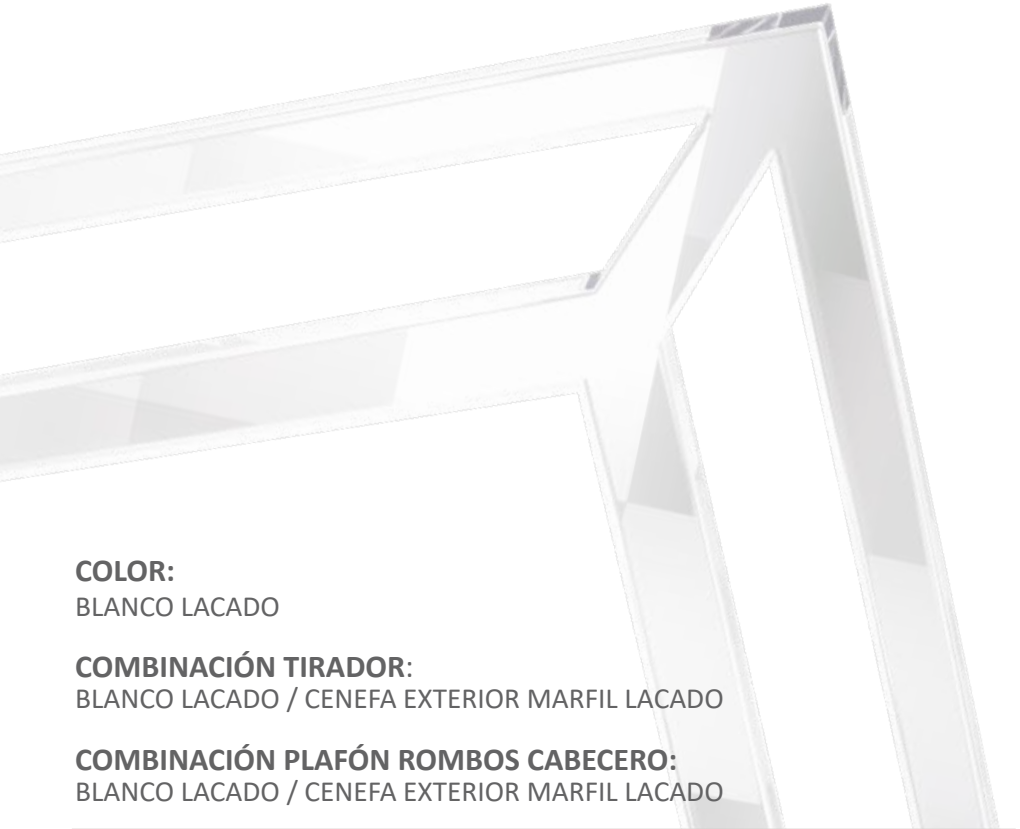 COLOR:
BLANCO LACADO
COMBINACIÓN TIRADOR:
BLANCO LACADO / CENEFA EXTERIOR MARFIL LACADO
COMBINACIÓN PLAFÓN ROMBOS CABECERO:
BLANCO LACADO / CENEFA EXTERIOR MARFIL LACADO